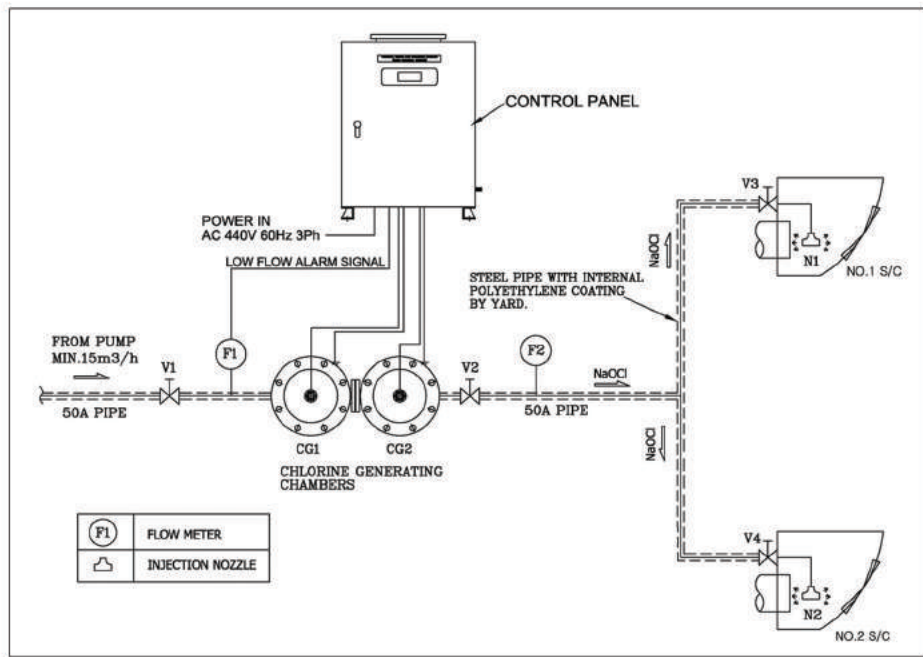 CONTROL PANEL
POWER IN
AC 440V 60Hz 3Ph
LOW FLOW ALARM SIGNAL
FROM PUMP
MIN.15m3/h
V1
F1
50A PIPE
CG1
CG2
CHLORINE GENERATING
CHAMBERS
V2
F2
50A PIPE
NaOCl
STEEL PIPE WITH INTERNAL
POLYETHYLENE COATING
BY YARD.
NaOCl
NaOCl
V3
N1
NO.1 S/C
V4
N2
NO.2 S/C
F1
FLOW METER
INJECTION NOZZLE